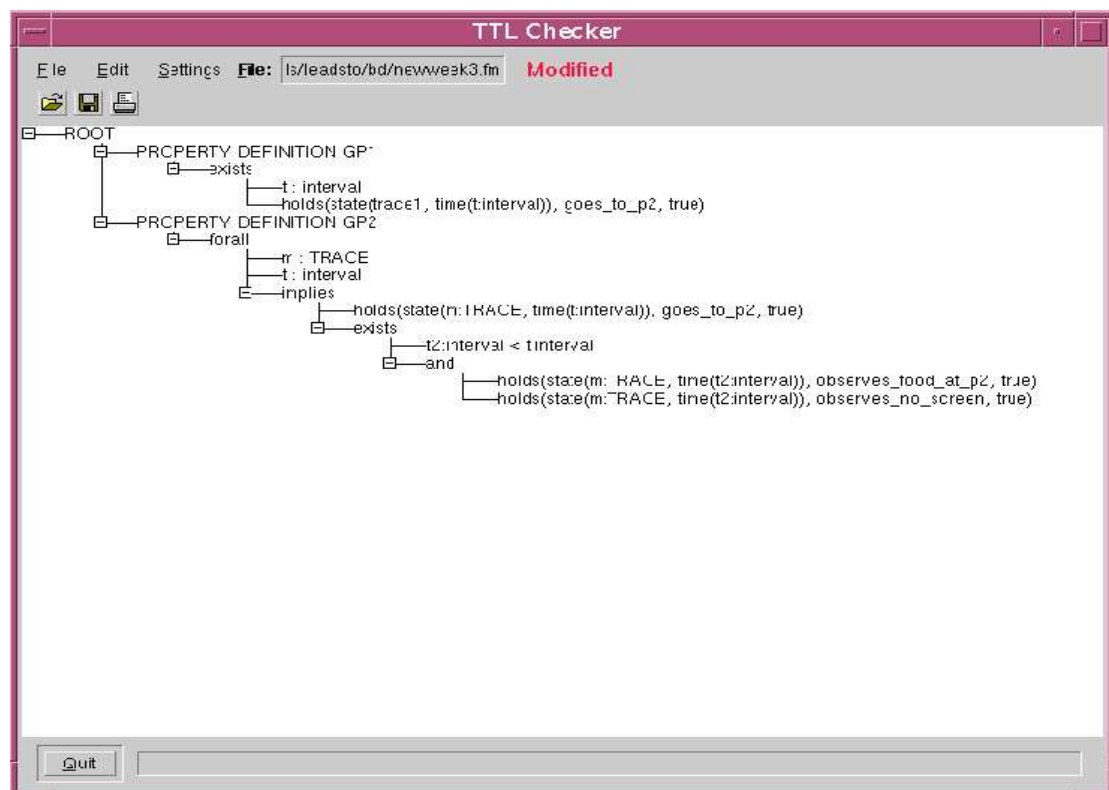 TTL Checker
File Edit Settings File: ls/leadsto/bd/newweek3.fm Modified
ROOT
PROPERTY DEFINITION GP1
exists
t : interval
holds(state(trace1, time(t:interval)), goes_to_p2, true)
PROPERTY DEFINITION GP2
forall
m : TRACE
t : interval
implies
holds(state(m:TRACE, time(t:interval)), goes_to_p2, true)
exists
t2:interval < t:interval
and
holds(state(m:TRACE, time(t2:interval)), observes_food_at_p2, true)
holds(state(m:TRACE, time(t2:interval)), observes_no_screen, true)
Quit